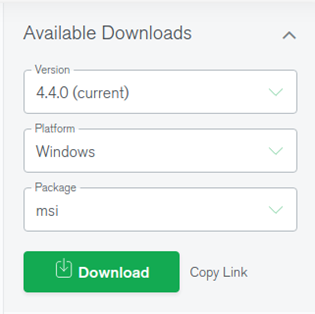 Available Downloads
Version
4.4.0 (current)
Platform
Windows
Package
msi
Download Copy Link